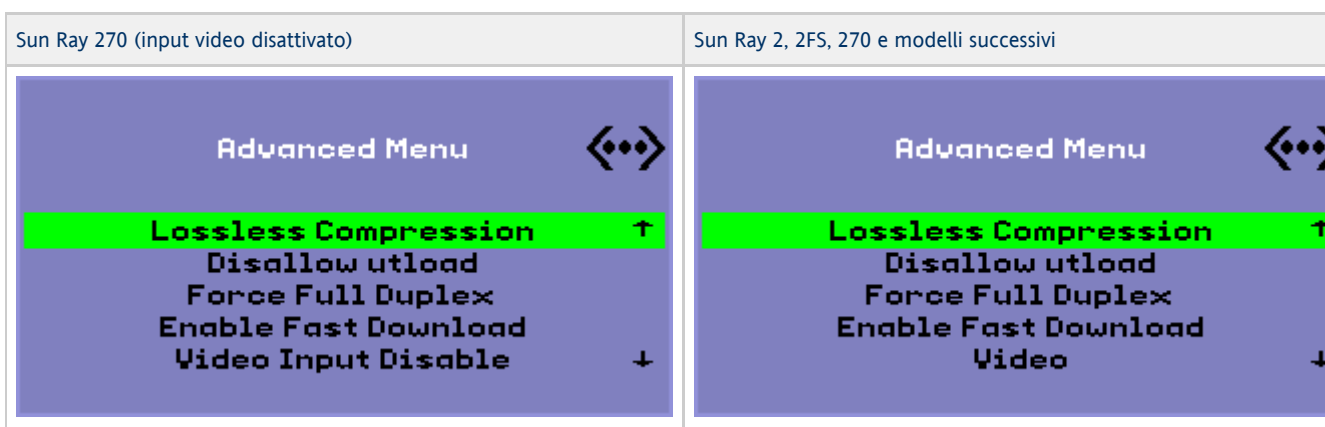 Sun Ray 270 (input video disattivato)
Sun Ray 2, 2FS, 270 e modelli successivi
Advanced Menu
Lossless Compression ↑
Disallow utload
Force Full Duplex
Enable Fast Download
Video Input Disable ↓
Advanced Menu
Lossless Compression ↑
Disallow utload
Force Full Duplex
Enable Fast Download
Video ↓